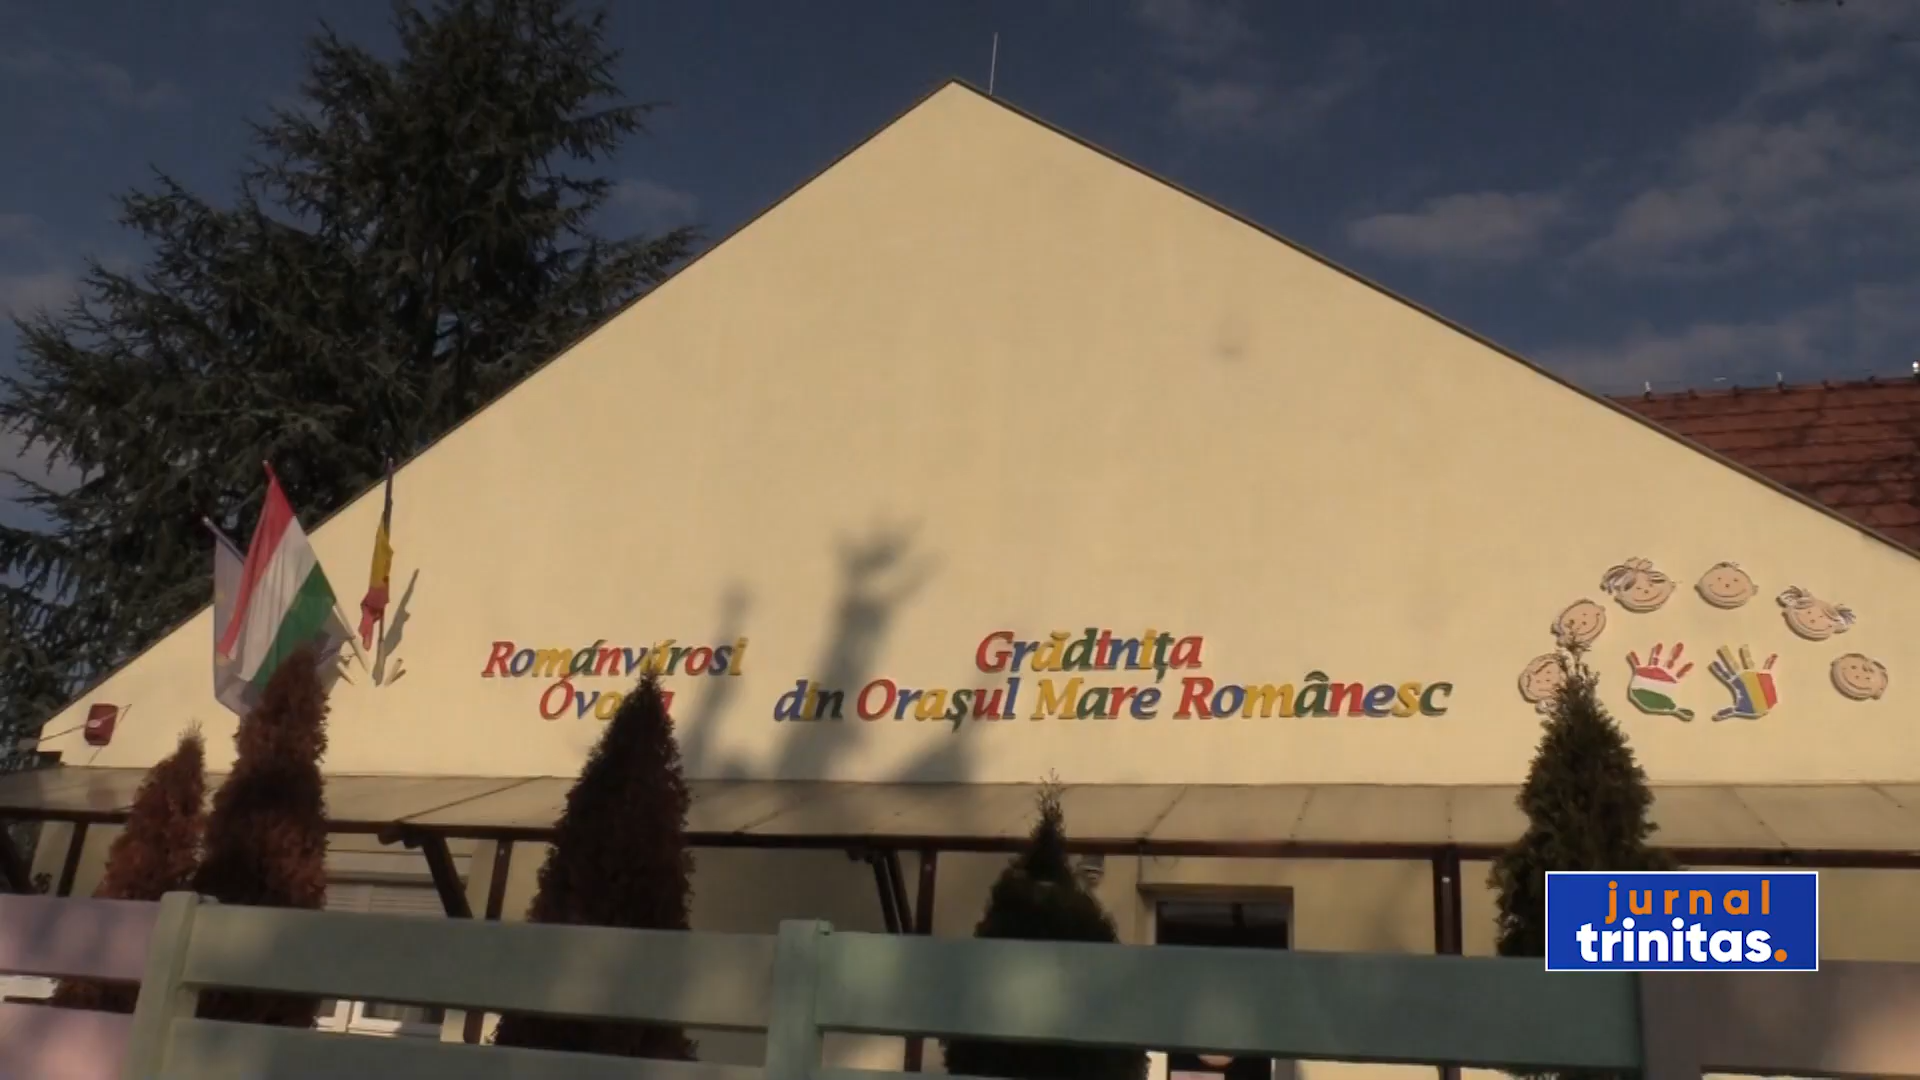 Románvárosi
Óvoda
Grădinița
din Orașul Mare Românesc
jurnal
trinitas.